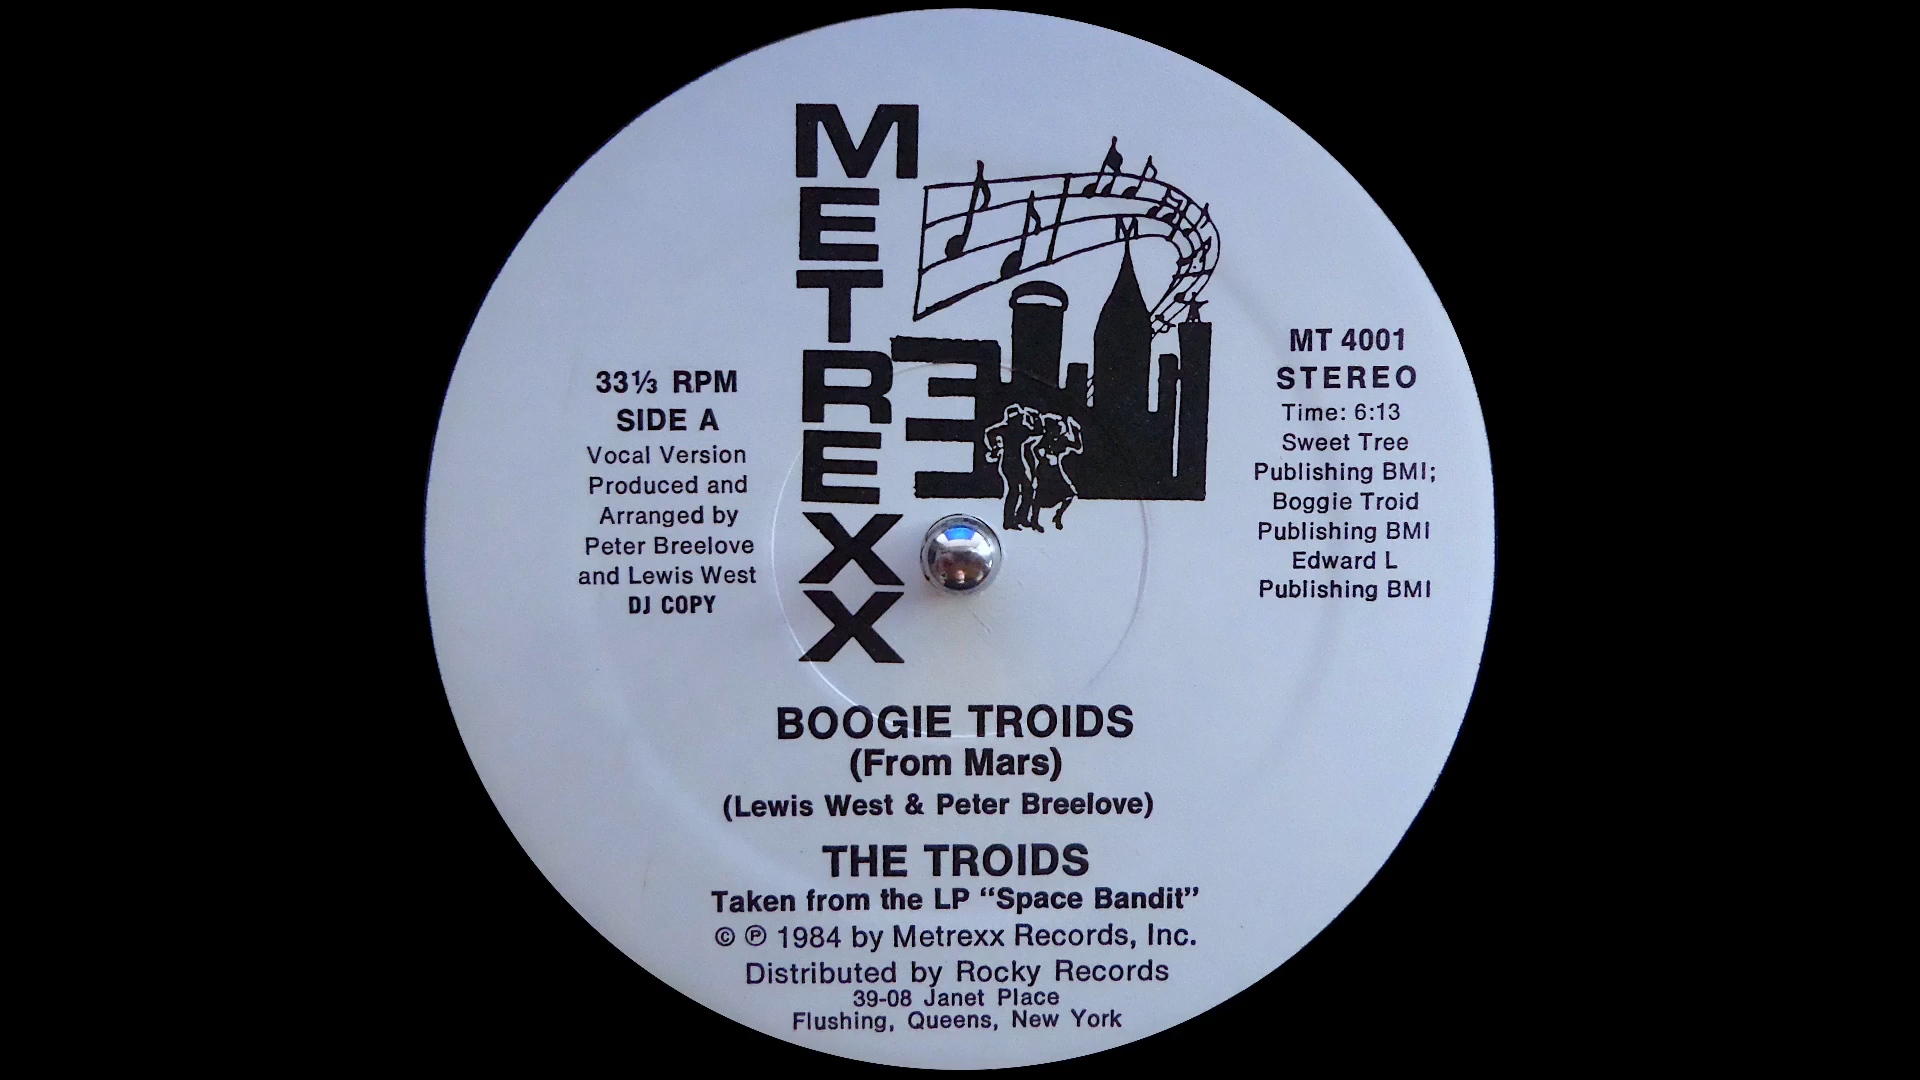 METREXX
M
33⅓ RPM
SIDE A
Vocal Version
Produced and
Arranged by
Peter Breelove
and Lewis West
DJ COPY
MT 4001
STEREO
Time: 6:13
Sweet Tree
Publishing BMI;
Boggie Troid
Publishing BMI
Edward L
Publishing BMI
BOOGIE TROIDS
(From Mars)
(Lewis West & Peter Breelove)
THE TROIDS
Taken from the LP “Space Bandit”
© ℗ 1984 by Metrexx Records, Inc.
Distributed by Rocky Records
39-08 Janet Place
Flushing, Queens, New York